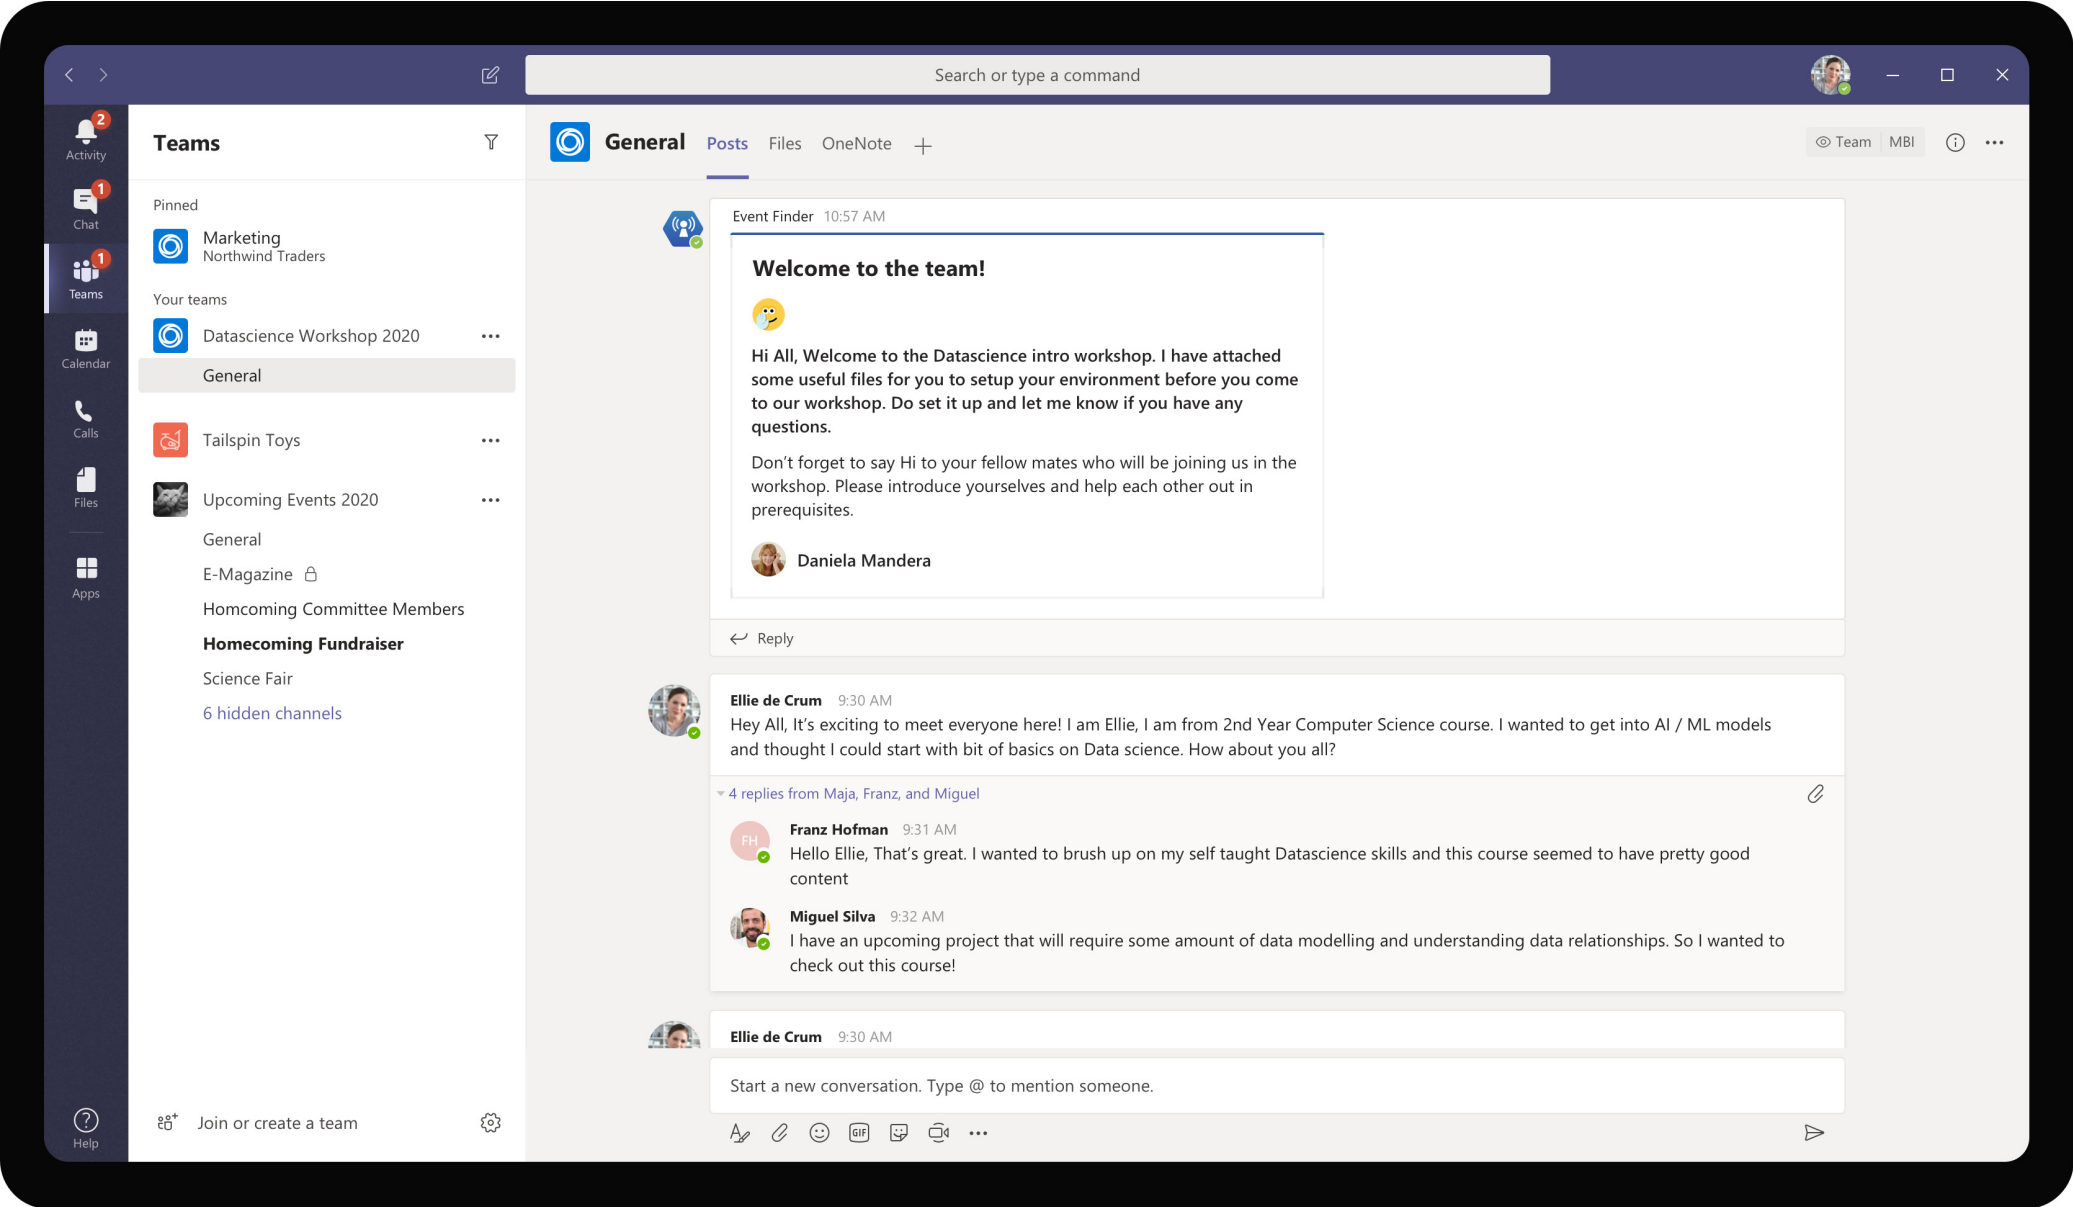 Search or type a command
2
Activity
1
Chat
1
Teams
Calendar
Calls
Files
Apps
Help
Teams
Pinned
Marketing
Northwind Traders
Your teams
Datascience Workshop 2020
General
Tailspin Toys
Upcoming Events 2020
General
E-Magazine
Homcoming Committee Members
Homecoming Fundraiser
Science Fair
6 hidden channels
Join or create a team
General Posts Files OneNote
Team MBI
Event Finder 10:57 AM
Welcome to the team!
Hi All, Welcome to the Datascience intro workshop. I have attached
some useful files for you to setup your environment before you come
to our workshop. Do set it up and let me know if you have any
questions.
Don't forget to say Hi to your fellow mates who will be joining us in the
workshop. Please introduce yourselves and help each other out in
prerequisites.
Daniela Mandera
Reply
Ellie de Crum 9:30 AM
Hey All, It's exciting to meet everyone here! I am Ellie, I am from 2nd Year Computer Science course. I wanted to get into AI / ML models
and thought I could start with bit of basics on Data science. How about you all?
4 replies from Maja, Franz, and Miguel
FH
Franz Hofman 9:31 AM
Hello Ellie, That's great. I wanted to brush up on my self taught Datascience skills and this course seemed to have pretty good
content
Miguel Silva 9:32 AM
I have an upcoming project that will require some amount of data modelling and understanding data relationships. So I wanted to
check out this course!
Ellie de Crum 9:30 AM
Start a new conversation. Type @ to mention someone.
GIF